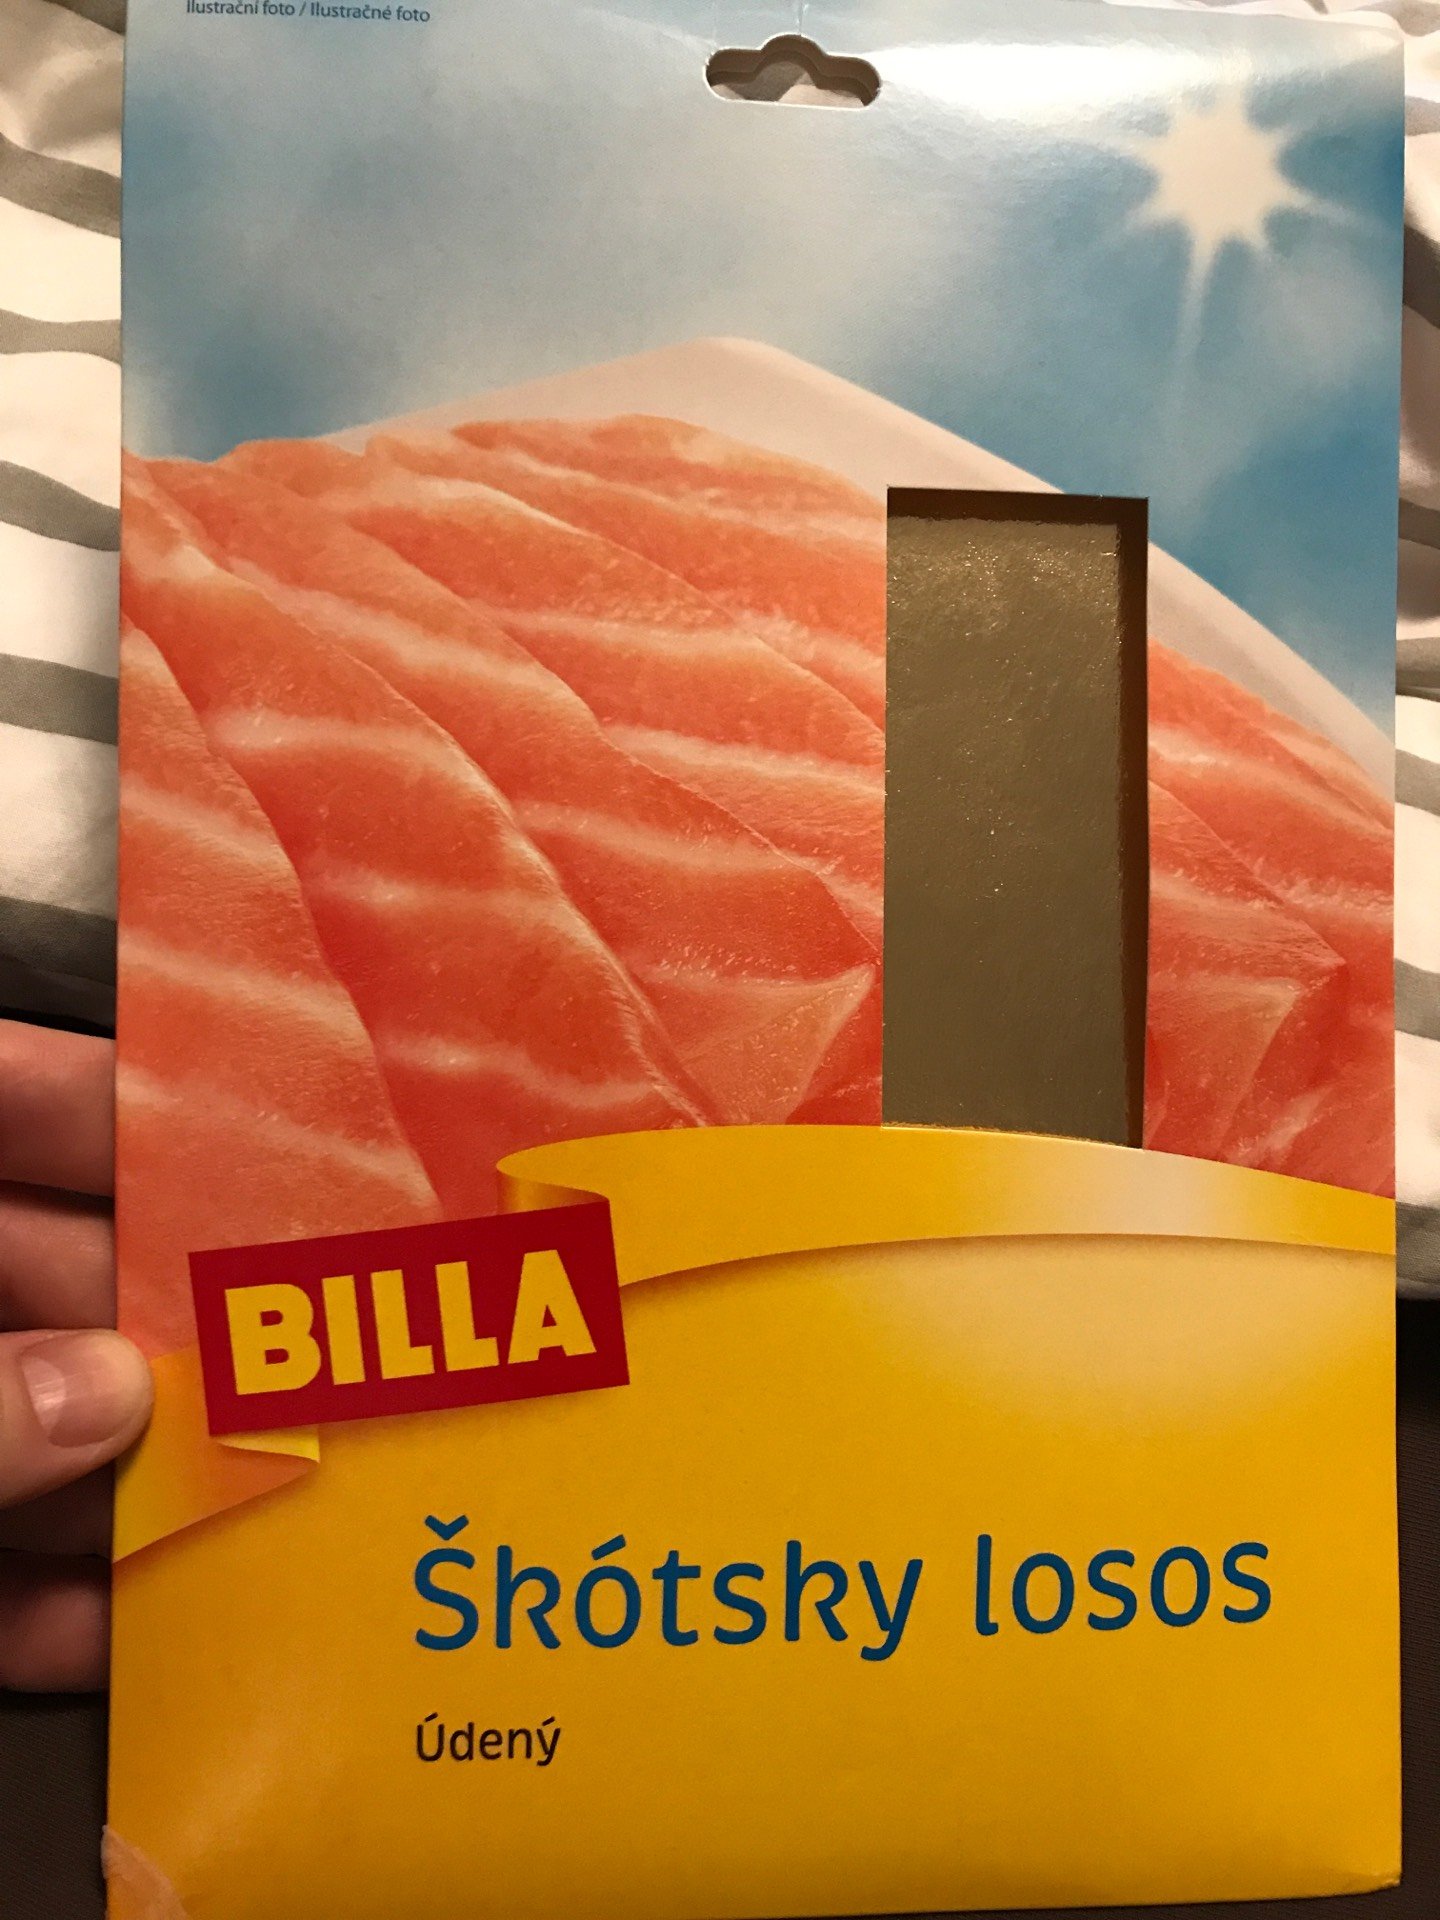 Ilustrační foto / Ilustračné foto
BILLA
Škótsky losos
Údený